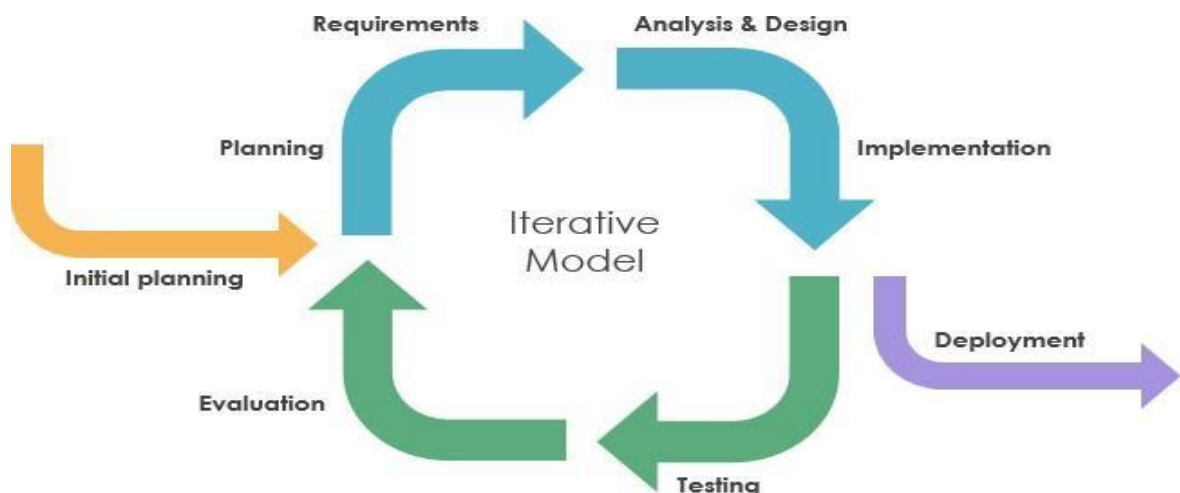 Requirements
Analysis & Design
Planning
Implementation
Iterative
Model
Initial planning
Deployment
Evaluation
Testing